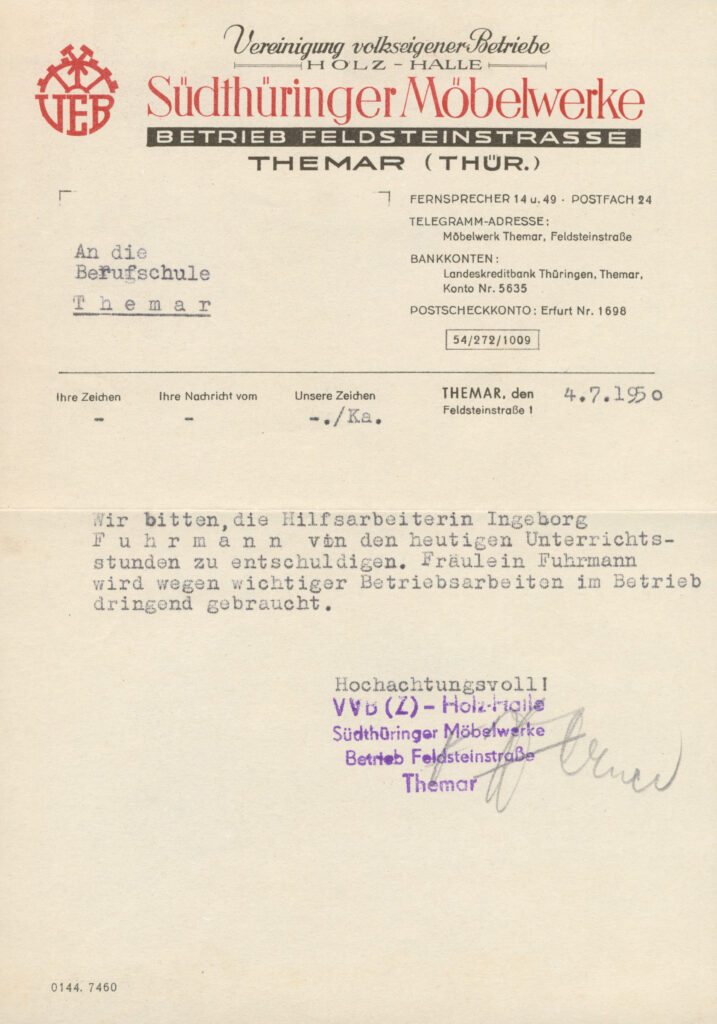 Vereinigung volkseigener Betriebe
HOLZ - HALLE
VEB
Südthüringer Möbelwerke
BETRIEB FELDSTEINSTRASSE
THEMAR (THÜR.)
FERNSPRECHER 14 u. 49 · POSTFACH 24
TELEGRAMM-ADRESSE:
Möbelwerk Themar, Feldsteinstraße
BANKKONTEN:
Landeskreditbank Thüringen, Themar,
Konto Nr. 5635
POSTSCHECKKONTO: Erfurt Nr. 1698
54/272/1009
An die
Berufschule
Themar
Ihre Zeichen Ihre Nachricht vom Unsere Zeichen THEMAR, den 4.7.1950
Feldsteinstraße 1
- - -./Ka.
Wir bitten, die Hilfsarbeiterin Ingeborg
Fuhrmann von den heutigen Unterrichts-
stunden zu entschuldigen. Fräulein Fuhrmann
wird wegen wichtiger Betriebsarbeiten im Betrieb
dringend gebraucht.
Hochachtungsvoll!
VVB (Z) - Holz-Halle
Südthüringer Möbelwerke
Betrieb Feldsteinstraße
Themar
0144. 7460